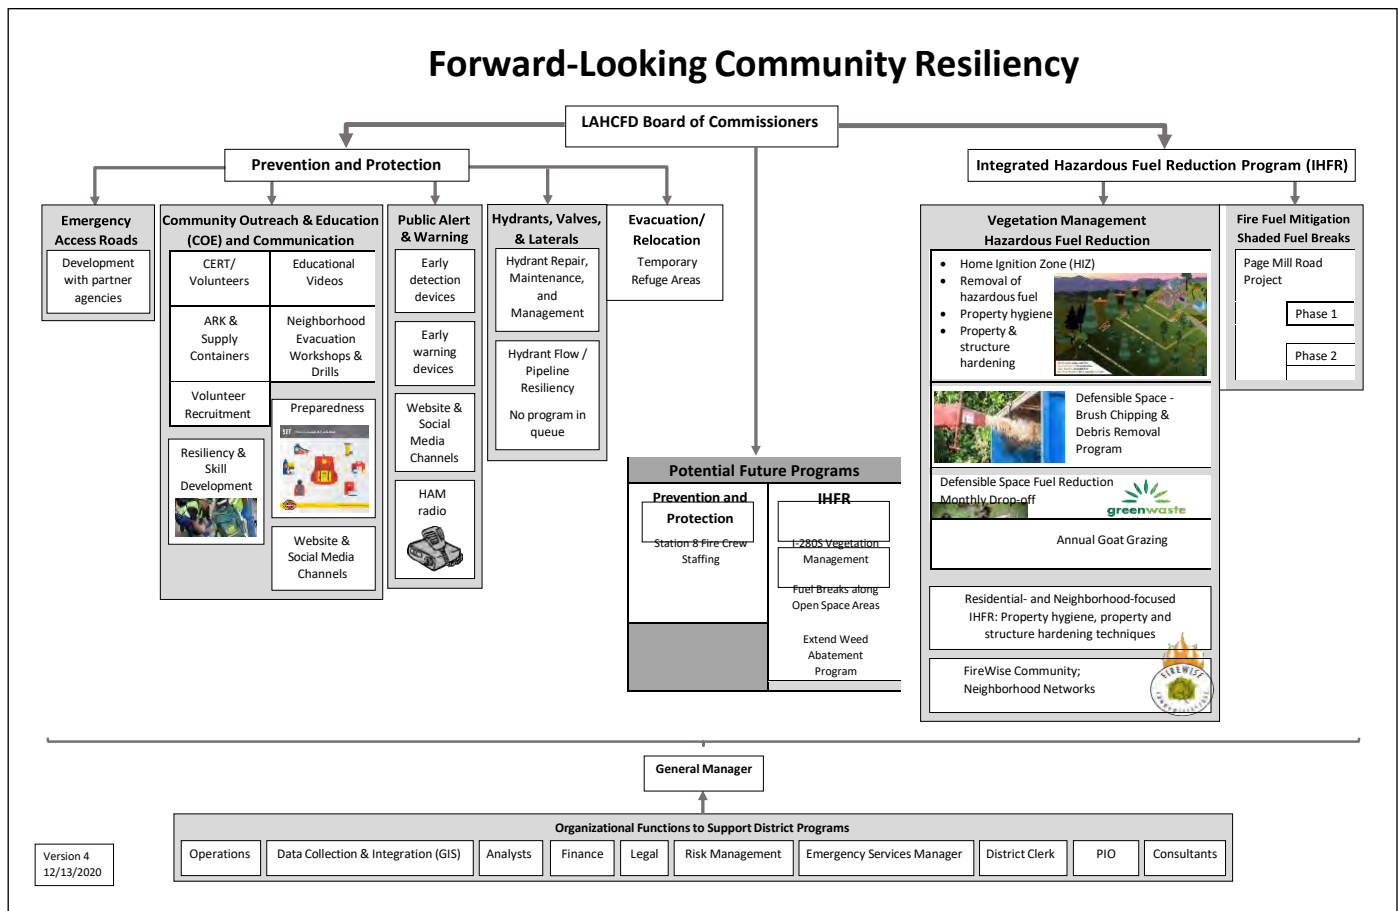 Forward-Looking Community Resiliency
LAHCFD Board of Commissioners
Prevention and Protection
Integrated Hazardous Fuel Reduction Program (IHFR)
Emergency
Access Roads
Development
with partner
agencies
Community Outreach & Education
(COE) and Communication
CERT/
Volunteers
Educational
Videos
ARK &
Supply
Containers
Neighborhood
Evacuation
Workshops &
Drills
Volunteer
Recruitment
Preparedness
SET
Resiliency &
Skill
Development
Website &
Social Media
Channels
Public Alert
& Warning
Early
detection
devices
Early
warning
devices
Website &
Social
Media
Channels
HAM
radio
Hydrants, Valves,
& Laterals
Hydrant Repair,
Maintenance,
and
Management
Hydrant Flow /
Pipeline
Resiliency
No program in
queue
Evacuation/
Relocation
Temporary
Refuge Areas
Potential Future Programs
Prevention and
Protection
Station 8 Fire Crew
Staffing
IHFR
I-280S Vegetation
Management
Fuel Breaks along
Open Space Areas
Extend Weed
Abatement
Program
Vegetation Management
Hazardous Fuel Reduction
• Home Ignition Zone (HIZ)
• Removal of
hazardous fuel
• Property hygiene
• Property &
structure
hardening
Defensible Space -
Brush Chipping &
Debris Removal
Program
Defensible Space Fuel Reduction
Monthly Drop-off
greenwaste
Annual Goat Grazing
Residential- and Neighborhood-focused
IHFR: Property hygiene, property and
structure hardening techniques
FireWise Community;
Neighborhood Networks
FIREWISE
Fire Fuel Mitigation
Shaded Fuel Breaks
Page Mill Road
Project
Phase 1
Phase 2
General Manager
Organizational Functions to Support District Programs
Operations
Data Collection & Integration (GIS)
Analysts
Finance
Legal
Risk Management
Emergency Services Manager
District Clerk
PIO
Consultants
Version 4
12/13/2020